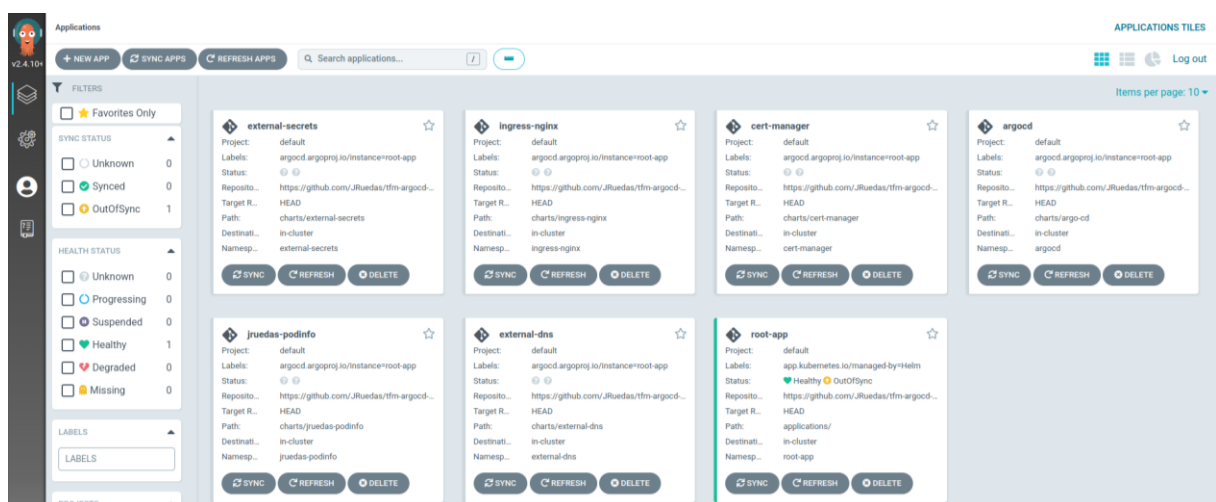 Applications
APPLICATIONS TILES
v2.4.10+
+ NEW APP SYNC APPS REFRESH APPS Search applications... / Log out
FILTERS
Items per page: 10
Favorites Only
SYNC STATUS
Unknown 0
Synced 0
OutOfSync 1
HEALTH STATUS
Unknown 0
Progressing 0
Suspended 0
Healthy 1
Degraded 0
Missing 0
LABELS
LABELS
external-secrets
Project: default
Labels: argocd.argoproj.io/instance=root-app
Status:
Reposito... https://github.com/JRuedas/tfm-argocd-...
Target R... HEAD
Path: charts/external-secrets
Destinati... in-cluster
Namesp... external-secrets
SYNC REFRESH DELETE
ingress-nginx
Project: default
Labels: argocd.argoproj.io/instance=root-app
Status:
Reposito... https://github.com/JRuedas/tfm-argocd-...
Target R... HEAD
Path: charts/ingress-nginx
Destinati... in-cluster
Namesp... ingress-nginx
SYNC REFRESH DELETE
cert-manager
Project: default
Labels: argocd.argoproj.io/instance=root-app
Status:
Reposito... https://github.com/JRuedas/tfm-argocd-...
Target R... HEAD
Path: charts/cert-manager
Destinati... in-cluster
Namesp... cert-manager
SYNC REFRESH DELETE
argocd
Project: default
Labels: argocd.argoproj.io/instance=root-app
Status:
Reposito... https://github.com/JRuedas/tfm-argocd-...
Target R... HEAD
Path: charts/argo-cd
Destinati... in-cluster
Namesp... argocd
SYNC REFRESH DELETE
jruedas-podinfo
Project: default
Labels: argocd.argoproj.io/instance=root-app
Status:
Reposito... https://github.com/JRuedas/tfm-argocd-...
Target R... HEAD
Path: charts/jruedas-podinfo
Destinati... in-cluster
Namesp... jruedas-podinfo
SYNC REFRESH DELETE
external-dns
Project: default
Labels: argocd.argoproj.io/instance=root-app
Status:
Reposito... https://github.com/JRuedas/tfm-argocd-...
Target R... HEAD
Path: charts/external-dns
Destinati... in-cluster
Namesp... external-dns
SYNC REFRESH DELETE
root-app
Project: default
Labels: app.kubernetes.io/managed-by=Helm
Status: Healthy OutOfSync
Reposito... https://github.com/JRuedas/tfm-argocd-...
Target R... HEAD
Path: applications/
Destinati... in-cluster
Namesp... root-app
SYNC REFRESH DELETE